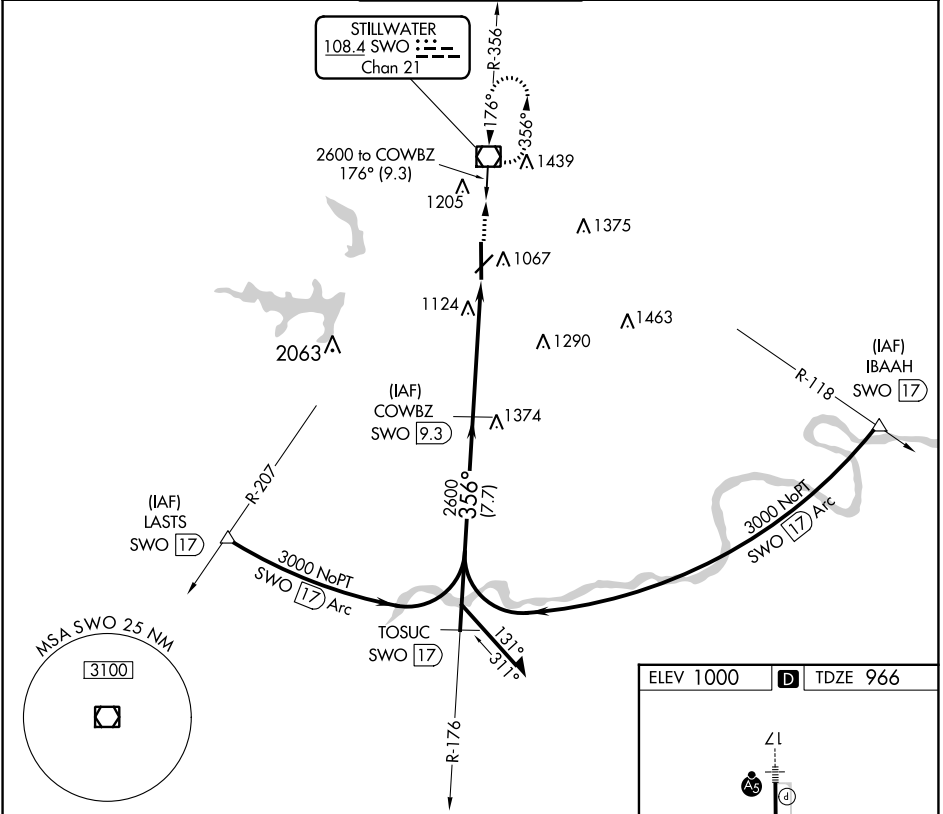 STILLWATER
108.4 SWO
Chan 21
R-356
176°
356°
2600 to COWBZ
176° (9.3)
1439
1205
1375
1067
1124
1463
1290
2063
(IAF)
IBAAH
SWO 17
R-118
(IAF)
COWBZ
SWO 9.3
1374
R-207
2600
356°
(7.7)
(IAF)
LASTS
SWO 17
3000 NoPT
SWO 17 Arc
3000 NoPT
SWO 17 Arc
TOSUC
SWO 17
131°
311°
MSA SWO 25 NM
3100
R-176
ELEV 1000
D
TDZE 966
17
A5
P